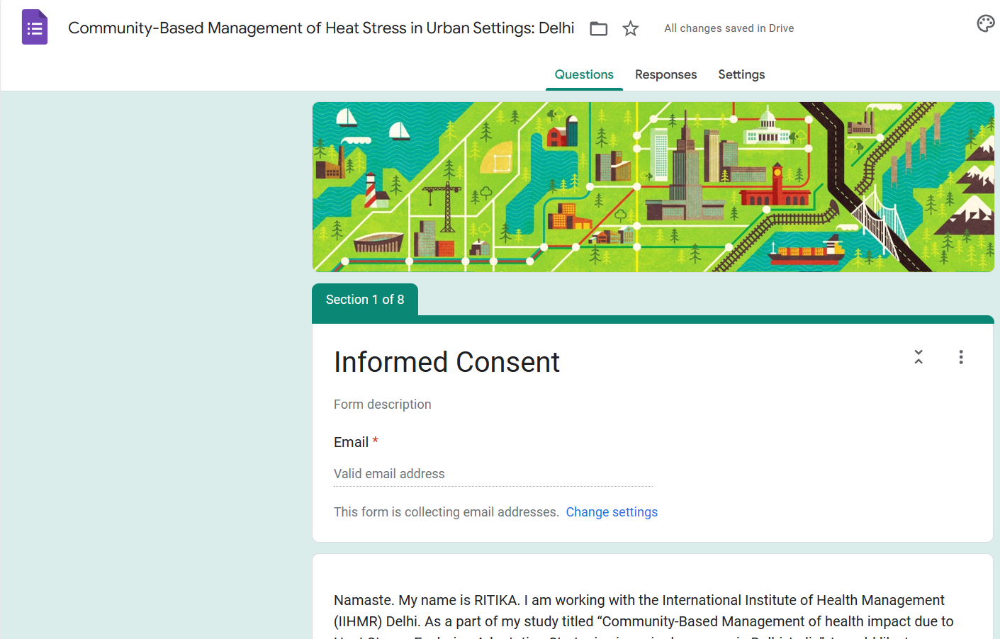 Community-Based Management of Heat Stress in Urban Settings: Delhi
All changes saved in Drive
Questions Responses Settings
Section 1 of 8
Informed Consent
Form description
Email *
Valid email address
This form is collecting email addresses. Change settings
Namaste. My name is RITIKA. I am working with the International Institute of Health Management
(IIHMR) Delhi. As a part of my study titled “Community-Based Management of health impact due to